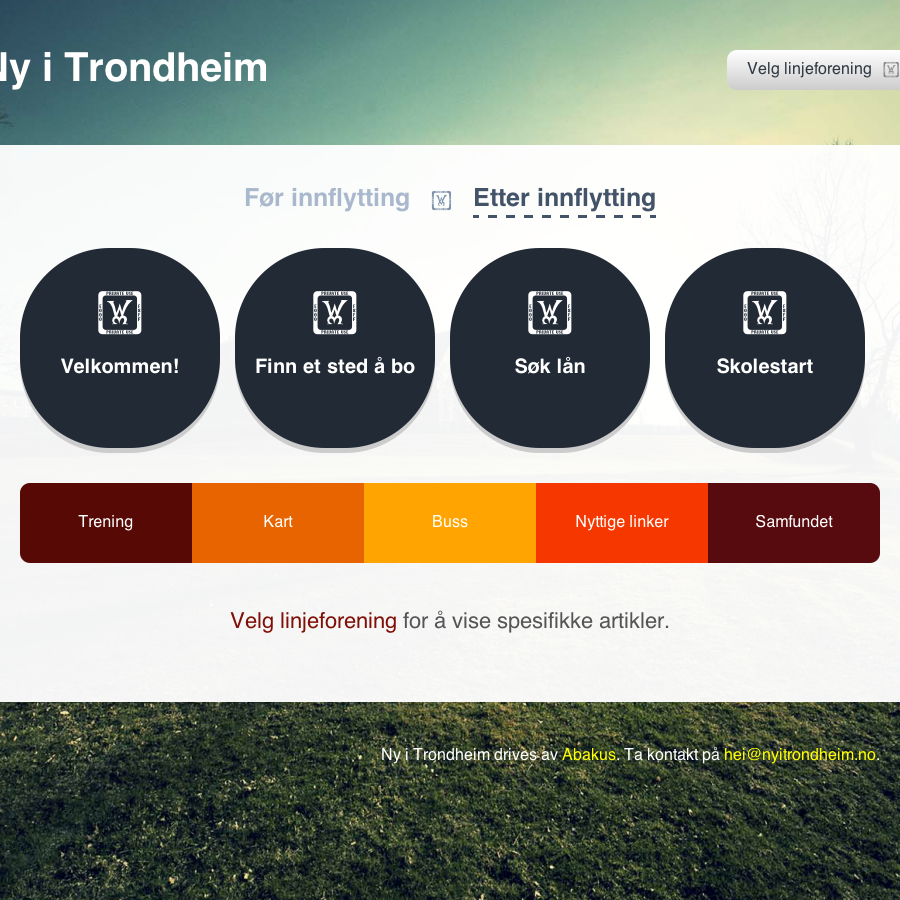 Ny i Trondheim
Velg linjeforening
Før innflytting
Etter innflytting
Velkommen!
Finn et sted å bo
Søk lån
Skolestart
Trening
Kart
Buss
Nyttige linker
Samfundet
Velg linjeforening for å vise spesifikke artikler.
Ny i Trondheim drives av Abakus. Ta kontakt på hei@nyitrondheim.no.